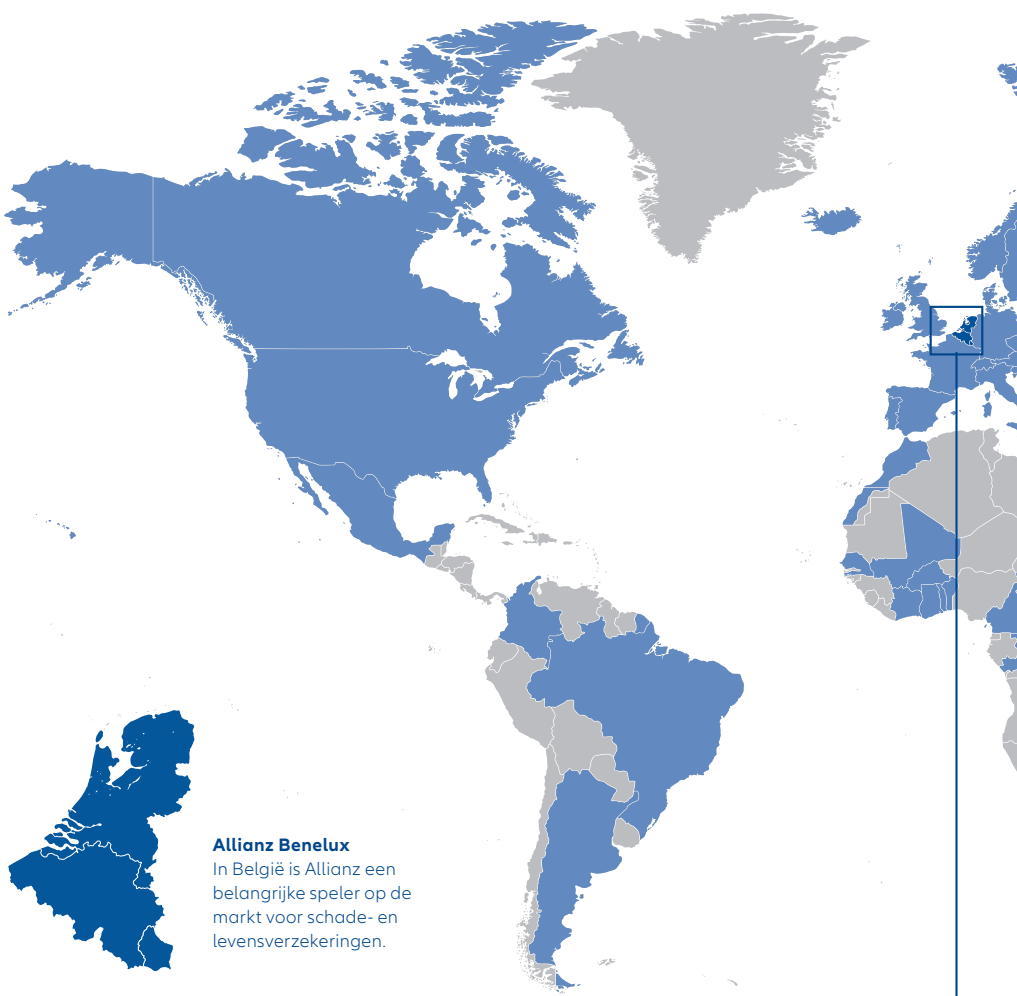 Allianz Benelux
In België is Allianz een
belangrijke speler op de
markt voor schade- en
levensverzekeringen.